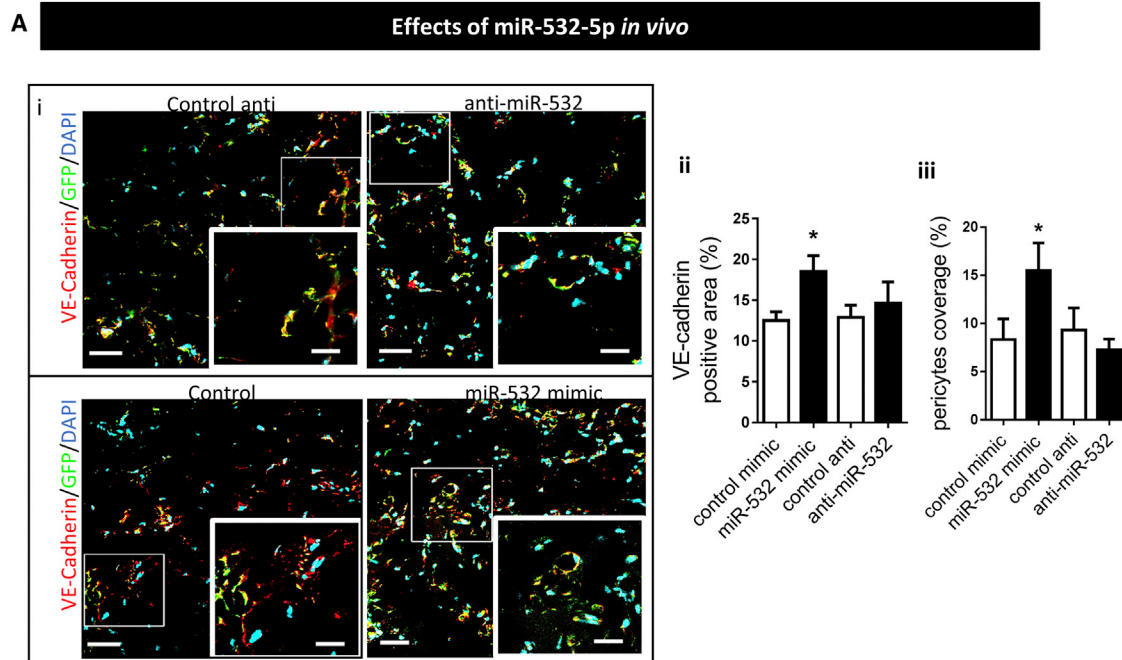 A
Effects of miR-532-5p in vivo
i
Control anti
anti-miR-532
VE-Cadherin/GFP/DAPI
Control
miR-532 mimic
VE-Cadherin/GFP/DAPI
ii
VE-cadherin
positive area (%)
25
20
15
10
5
0
*
control mimic
miR-532 mimic
control anti
anti-miR-532
iii
pericytes coverage (%)
20
15
10
5
0
*
control mimic
miR-532 mimic
control anti
anti-miR-532